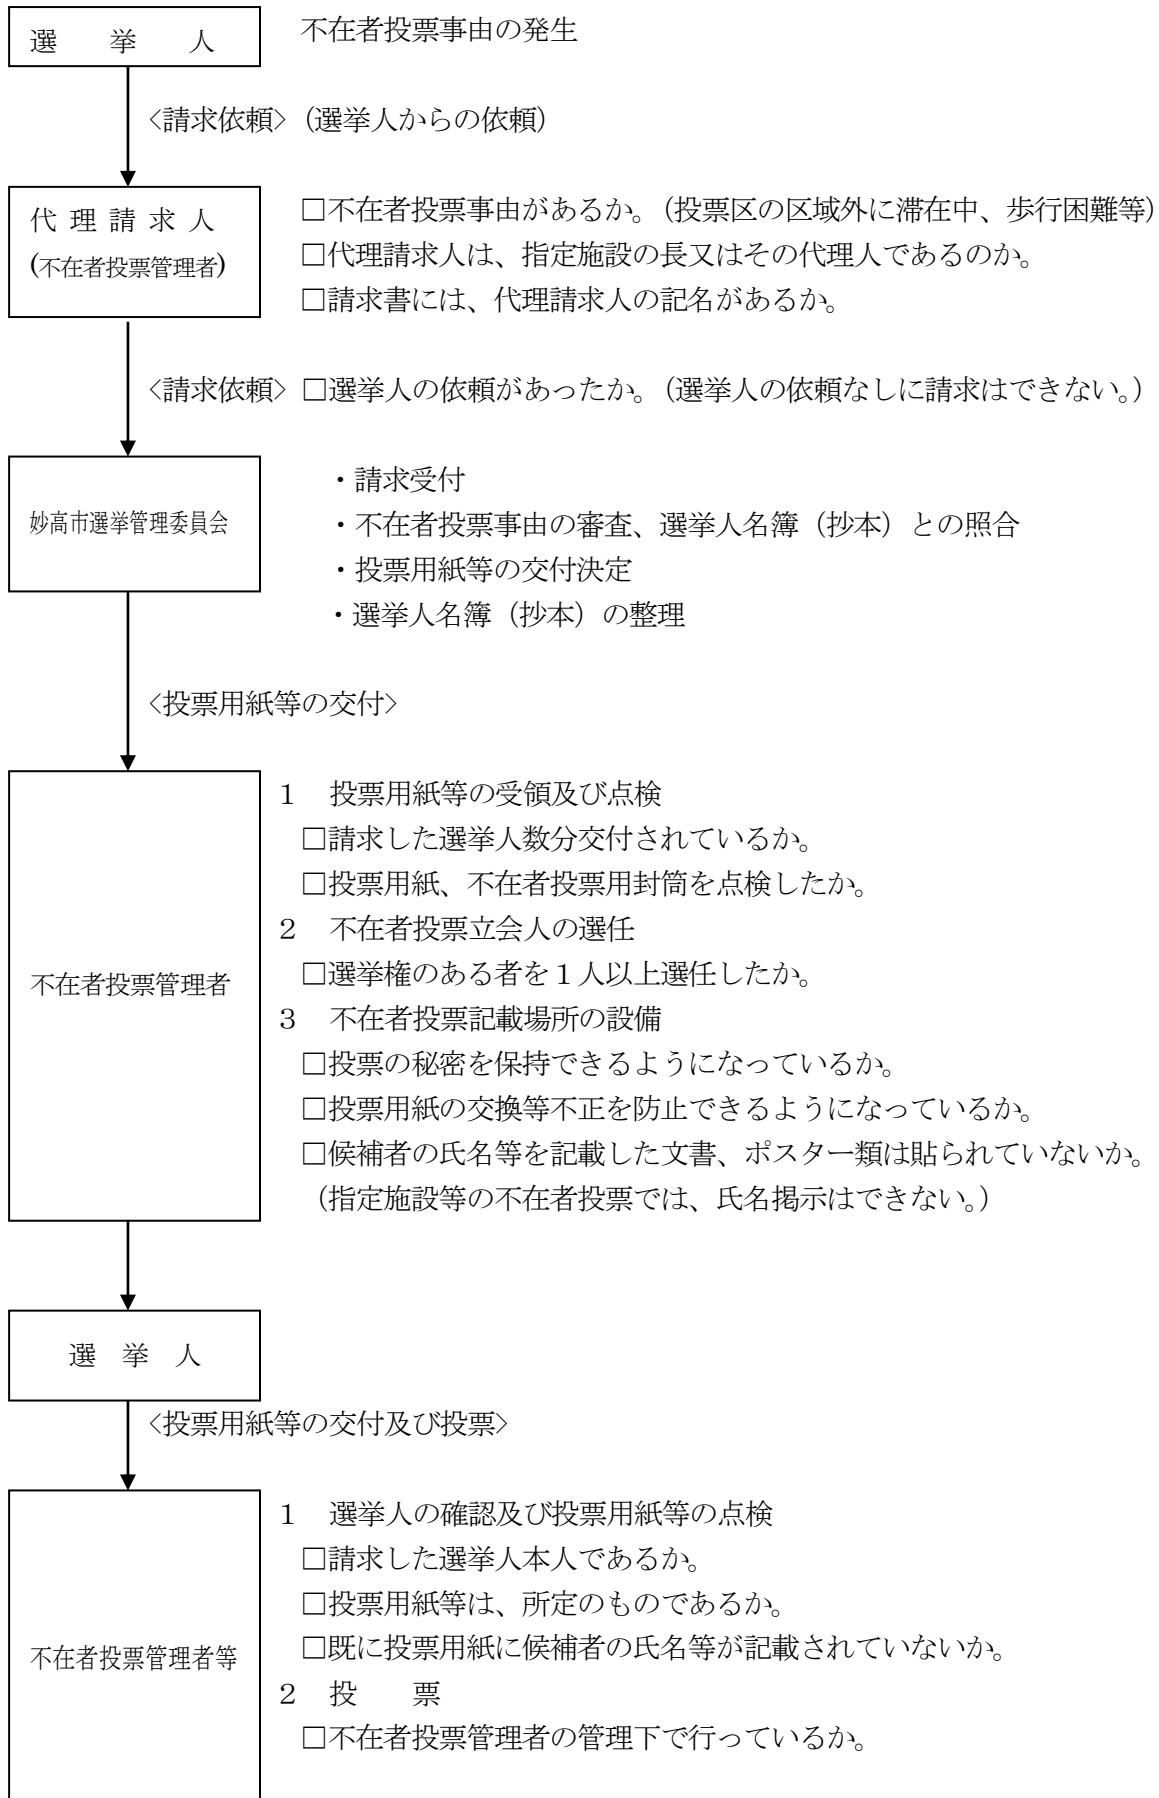 選　挙　人
不在者投票事由の発生
〈請求依頼〉（選挙人からの依頼）
代 理 請 求 人
(不在者投票管理者)
□不在者投票事由があるか。（投票区の区域外に滞在中、歩行困難等）
□代理請求人は、指定施設の長又はその代理人であるのか。
□請求書には、代理請求人の記名があるか。
〈請求依頼〉□選挙人の依頼があったか。（選挙人の依頼なしに請求はできない。）
妙高市選挙管理委員会
・請求受付
・不在者投票事由の審査、選挙人名簿（抄本）との照合
・投票用紙等の交付決定
・選挙人名簿（抄本）の整理
〈投票用紙等の交付〉
不在者投票管理者
１　投票用紙等の受領及び点検
□請求した選挙人数分交付されているか。
□投票用紙、不在者投票用封筒を点検したか。
２　不在者投票立会人の選任
□選挙権のある者を１人以上選任したか。
３　不在者投票記載場所の設備
□投票の秘密を保持できるようになっているか。
□投票用紙の交換等不正を防止できるようになっているか。
□候補者の氏名等を記載した文書、ポスター類は貼られていないか。
（指定施設等の不在者投票では、氏名掲示はできない。）
選　挙　人
〈投票用紙等の交付及び投票〉
不在者投票管理者等
１　選挙人の確認及び投票用紙等の点検
□請求した選挙人本人であるか。
□投票用紙等は、所定のものであるか。
□既に投票用紙に候補者の氏名等が記載されていないか。
２　投　　票
□不在者投票管理者の管理下で行っているか。